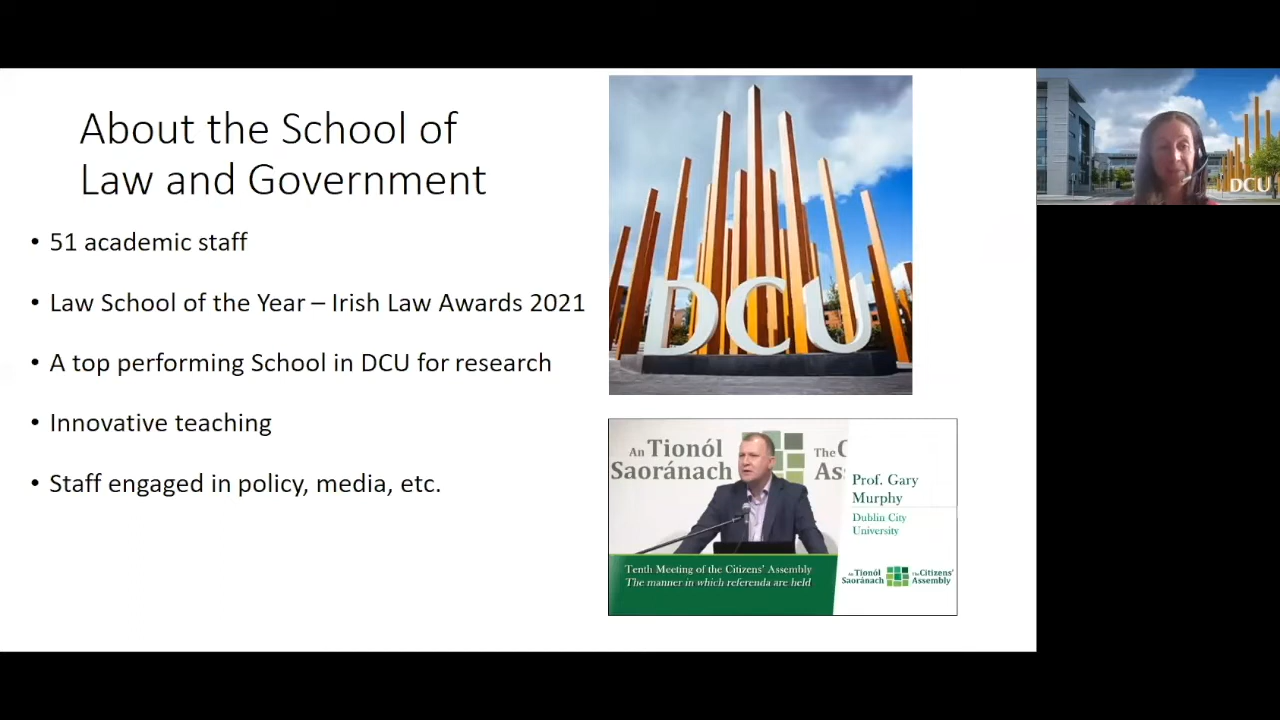 About the School of
Law and Government
• 51 academic staff
• Law School of the Year – Irish Law Awards 2021
• A top performing School in DCU for research
• Innovative teaching
• Staff engaged in policy, media, etc.
DCU
An Tionól
Saoránach
The C
As
Prof. Gary
Murphy
Dublin City
University
Tenth Meeting of the Citizens' Assembly
The manner in which referenda are held
An Tionól
Saoránach
The Citizens'
Assembly
DCU